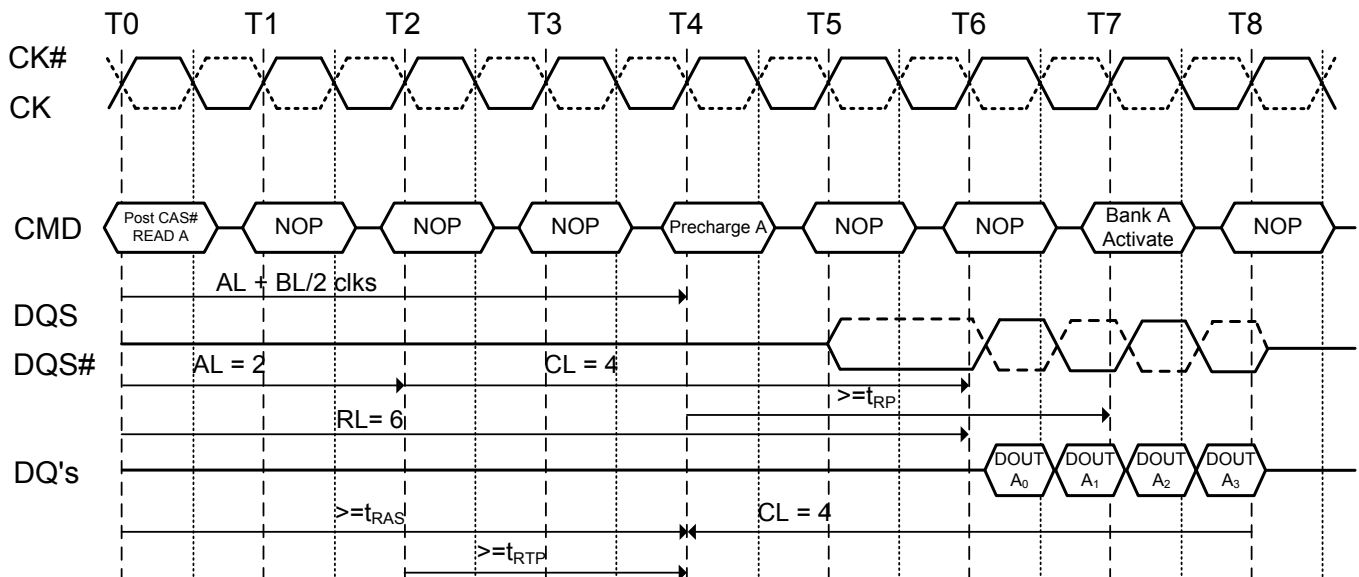 T0 T1 T2 T3 T4 T5 T6 T7 T8
CK#
CK
CMD
Post CAS#
READ A
NOP
NOP
NOP
Precharge A
NOP
NOP
Bank A
Activate
NOP
AL + BL/2 clks
DQS
DQS#
AL = 2
CL = 4
>=tRP
RL= 6
DQ's
DOUT
A0
DOUT
A1
DOUT
A2
DOUT
A3
>=tRAS
CL = 4
>=tRTP